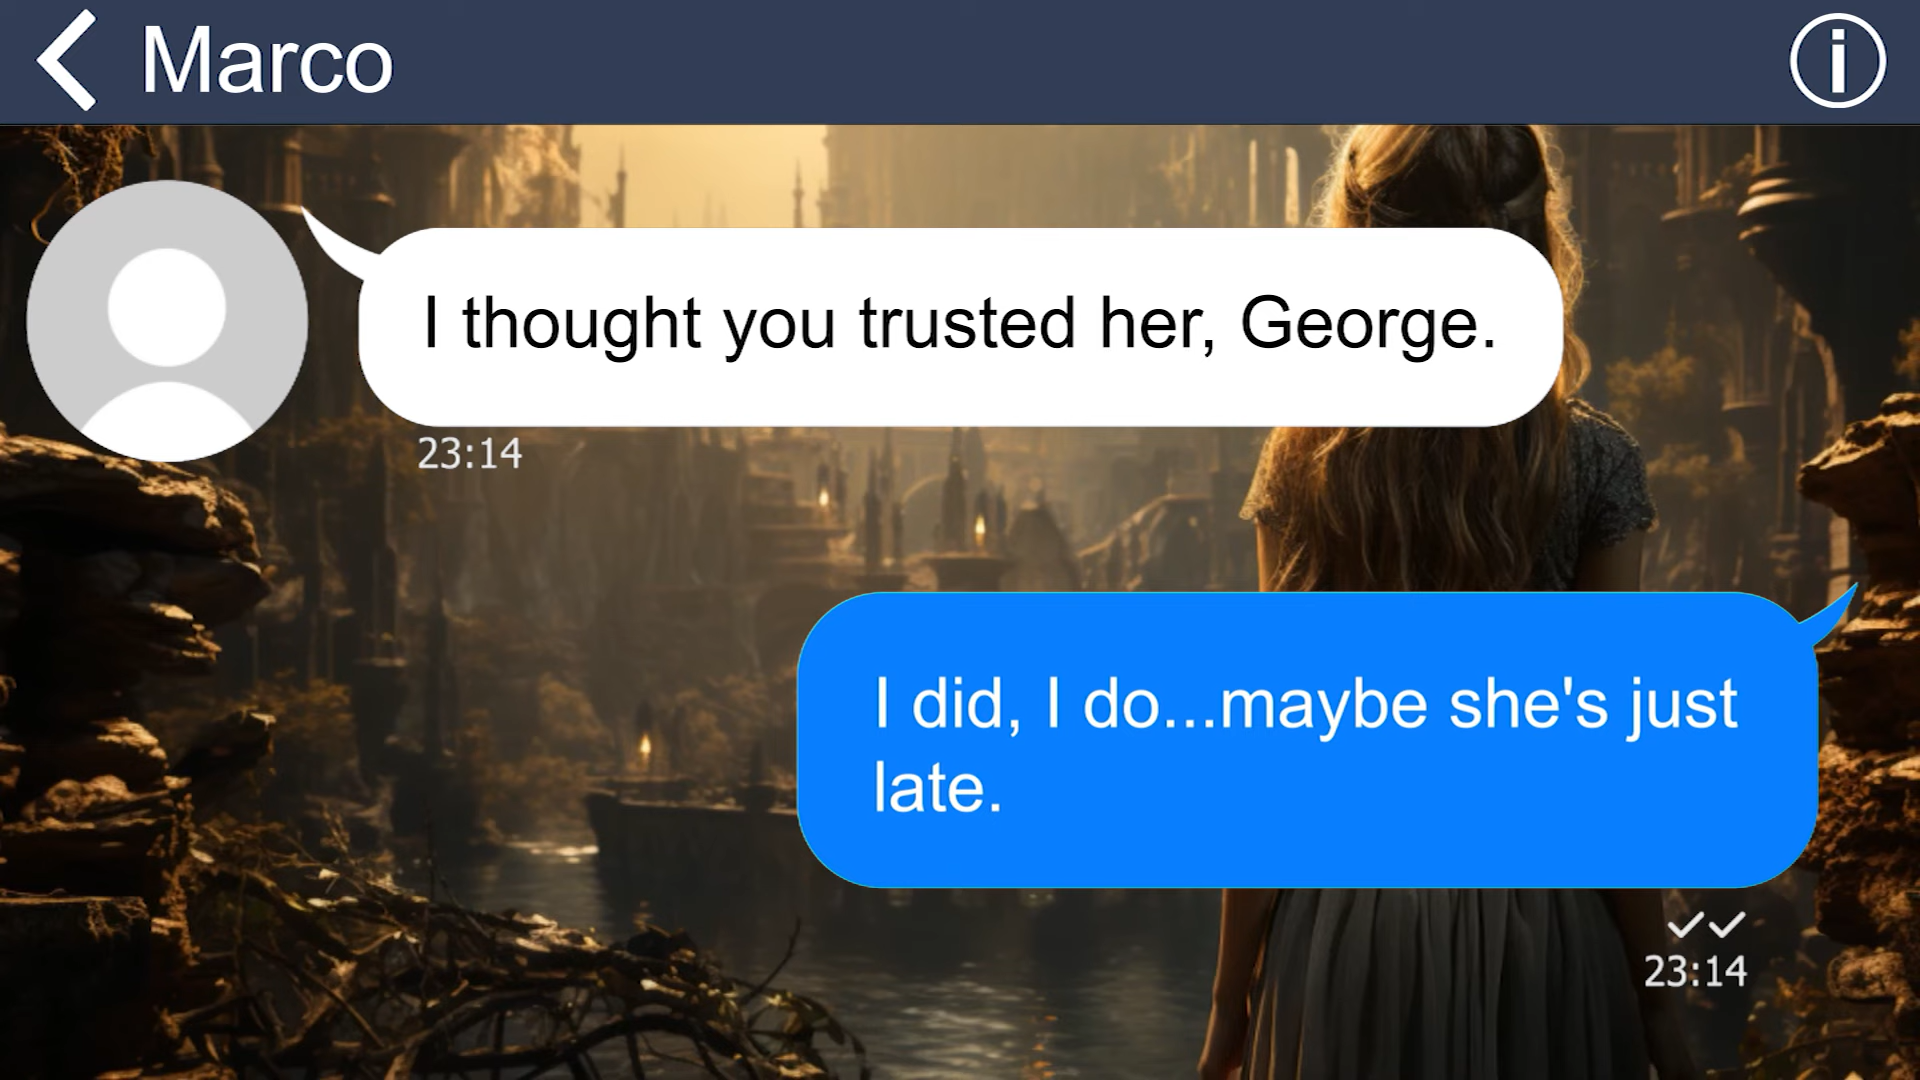 Marco
I thought you trusted her, George.
23:14
I did, I do...maybe she's just
late.
23:14